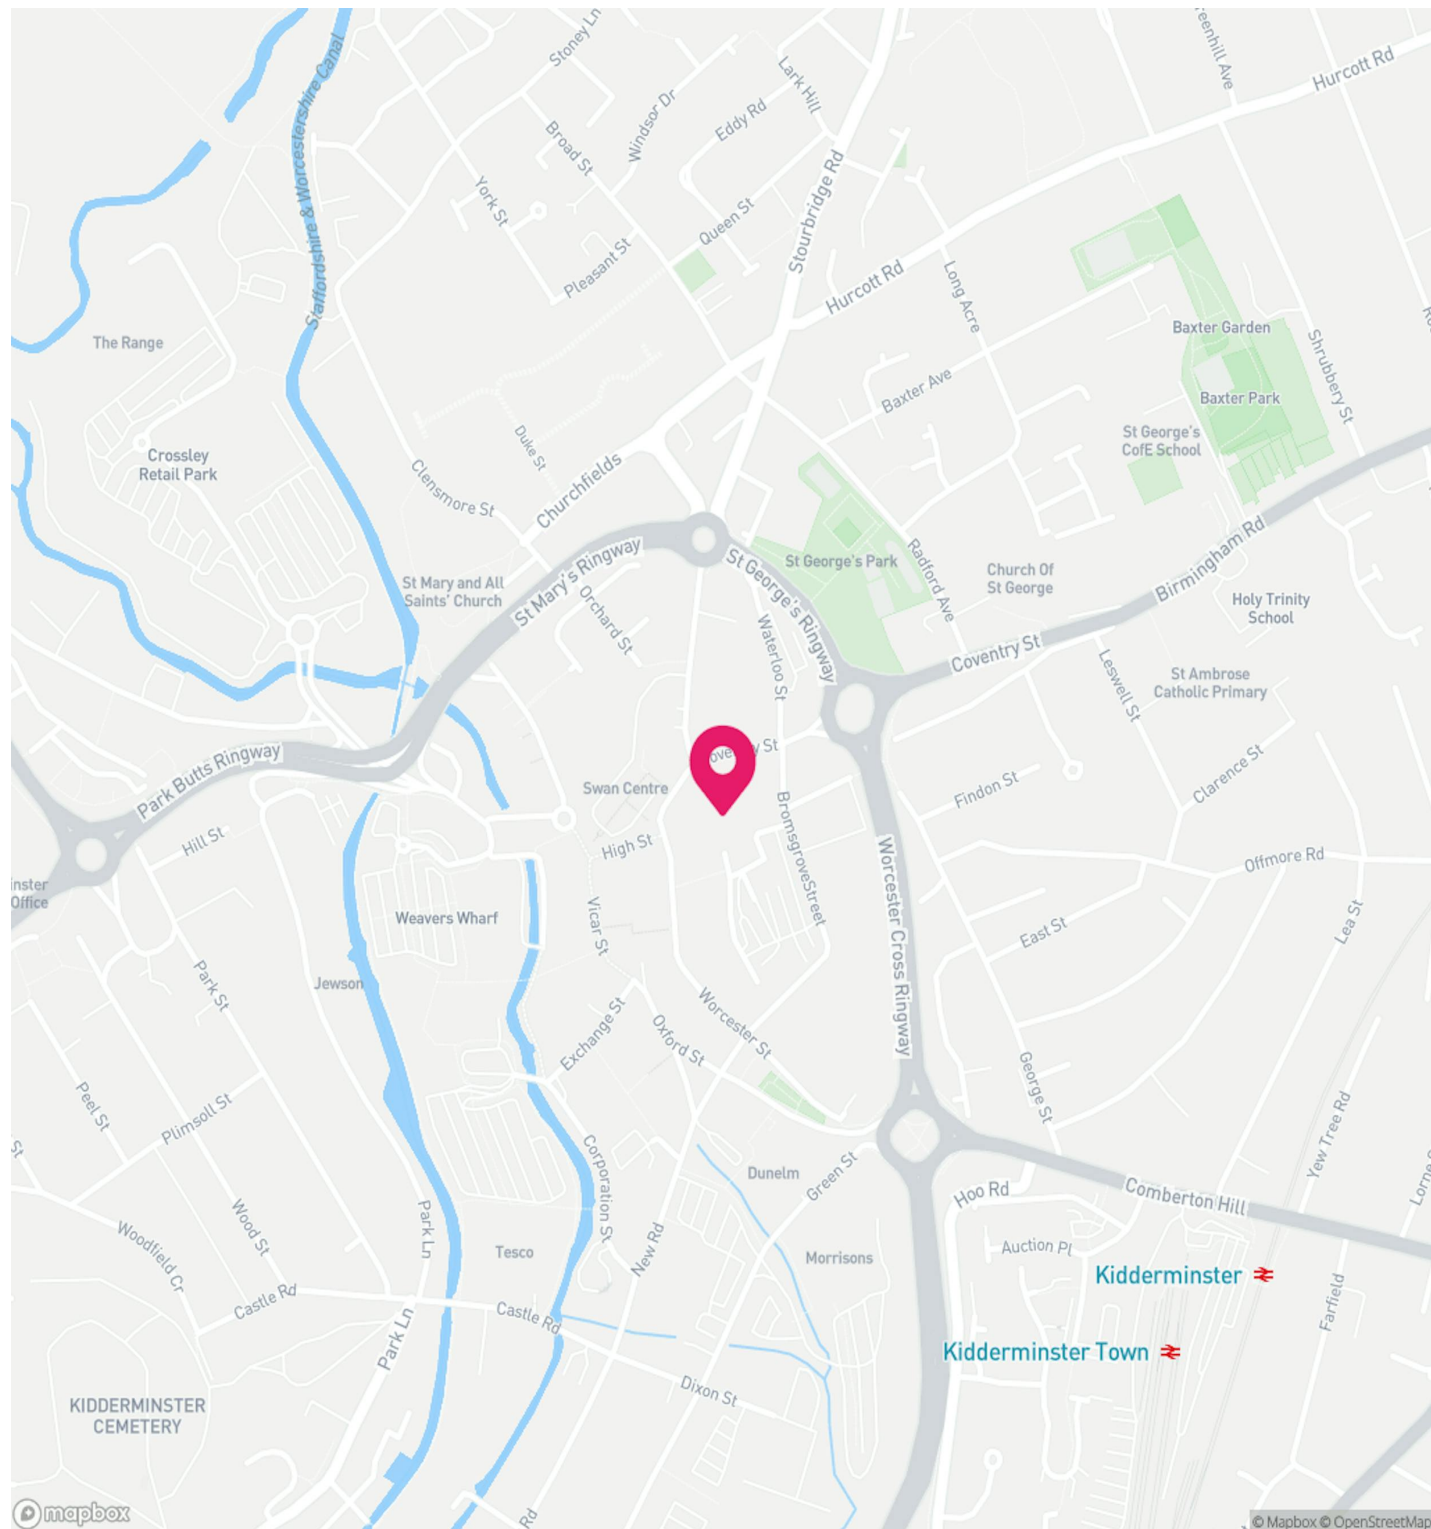 Stoney Ln
Greenhill Ave
Hurcott Rd
Lark Hill
Windsor Dr
Eddy Rd
Broad St
Staffordshire & Worcestershire Canal
Stourbridge Rd
York St
Queen St
Pleasant St
Hurcott Rd
Long Acre
Baxter Garden
The Range
Shrubbery St
Baxter Ave
Baxter Park
Duke St
St George's
CofE School
Crossley
Retail Park
Clensmore St
Churchfields
St Mary's Ringway
St George's Ringway
St George's Park
Radford Ave
Church Of
St George
Birmingham Rd
St Mary and All
Saints' Church
Orchard St
Holy Trinity
School
Waterloo St
Coventry St
Leswell St
St Ambrose
Catholic Primary
Park Butts Ringway
St
Swan Centre
Findon St
Clarence St
Bromsgrove Street
Hill St
High St
Worcester Cross Ringway
Offmore Rd
Office
Weavers Wharf
Vicar St
East St
Lea St
Park St
Jewson
Worcester St
Exchange St
Oxford St
George St
Peel St
Plimsoll St
Yew Tree Rd
Corporation St
Dunelm
Green St
Hoo Rd
Comberton Hill
Woodfield Cr
Wood St
Park Ln
Tesco
New Rd
Morrisons
Auction Pl
Kidderminster
Castle Rd
Castle Rd
Farfield
Park Ln
Kidderminster Town
Dixon St
KIDDERMINSTER
CEMETERY
Rd
mapbox
© Mapbox © OpenStreetMap